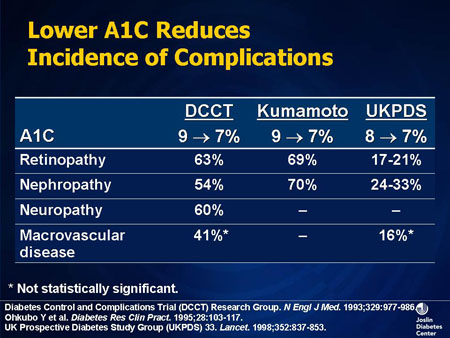 Lower A1C Reduces
Incidence of Complications
DCCT Kumamoto UKPDS
A1C 9 → 7% 9 → 7% 8 → 7%
Retinopathy 63% 69% 17-21%
Nephropathy 54% 70% 24-33%
Neuropathy 60% – –
Macrovascular disease 41%* – 16%*
* Not statistically significant.
Diabetes Control and Complications Trial (DCCT) Research Group. N Engl J Med. 1993;329:977-986.
Ohkubo Y et al. Diabetes Res Clin Pract. 1995;28:103-117.
UK Prospective Diabetes Study Group (UKPDS) 33. Lancet. 1998;352:837-853.
Joslin
Diabetes
Center